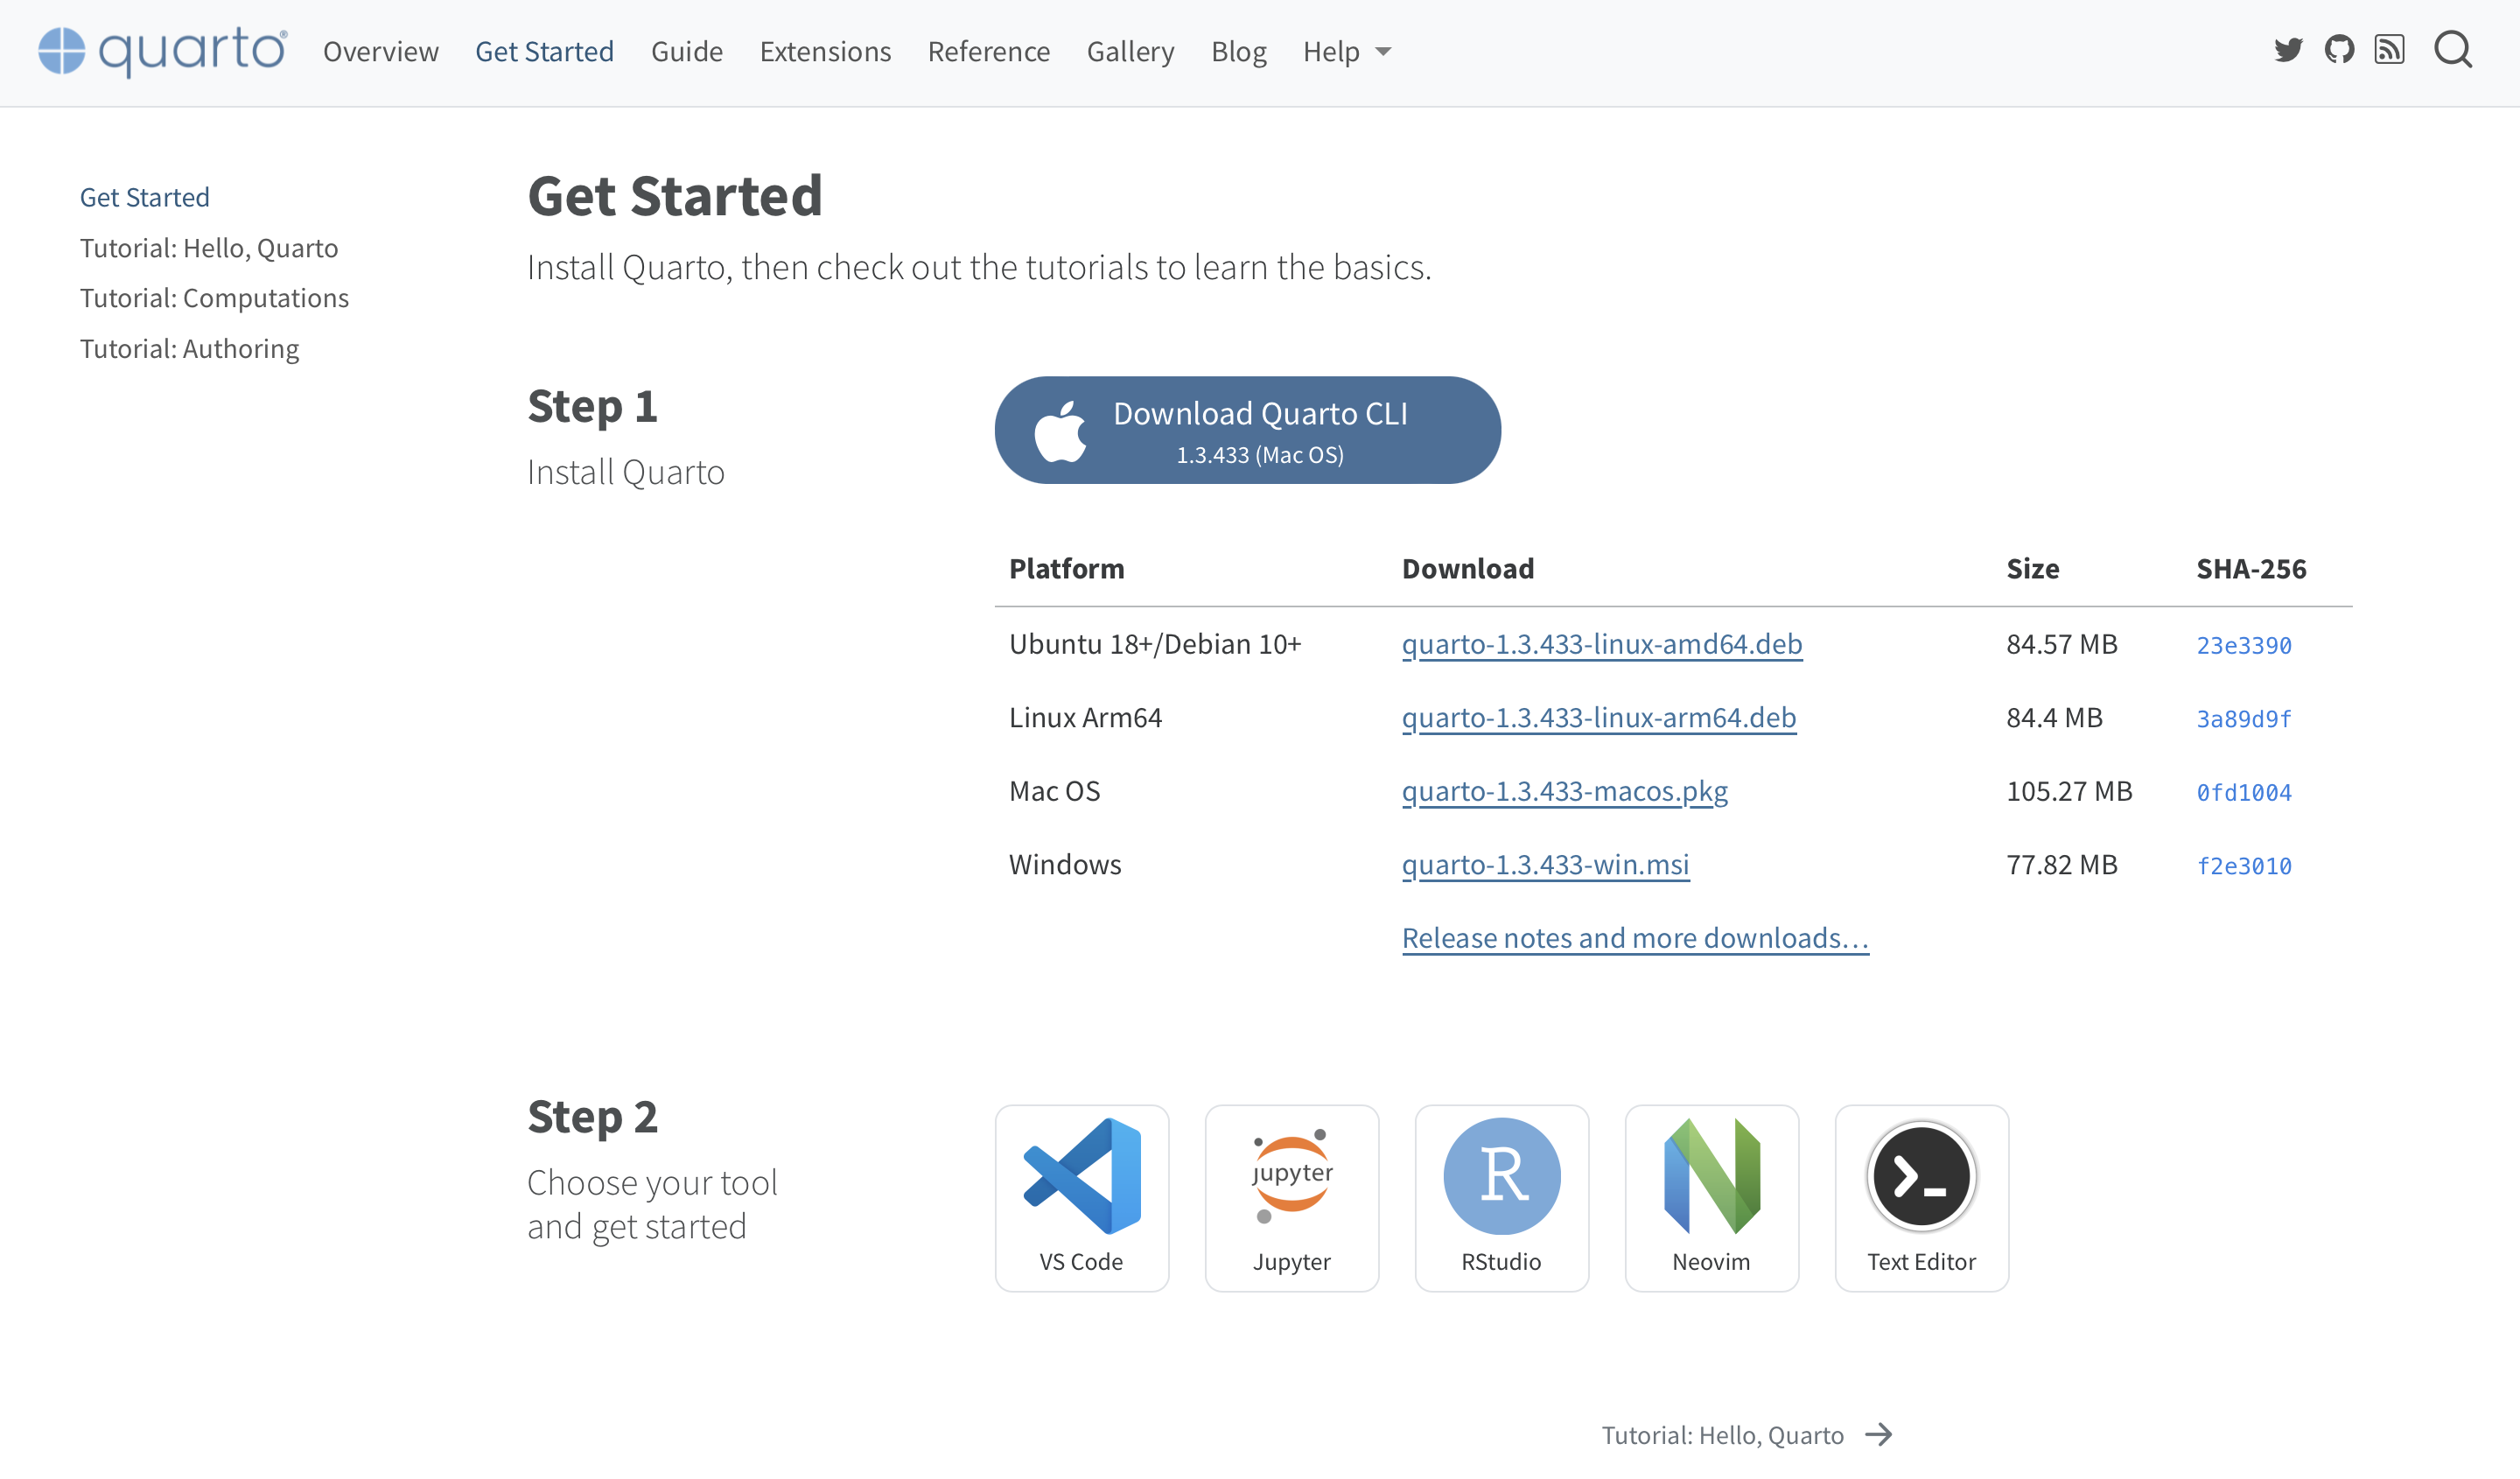 quarto®
Overview Get Started Guide Extensions Reference Gallery Blog Help
Get Started
Tutorial: Hello, Quarto
Tutorial: Computations
Tutorial: Authoring
Get Started
Install Quarto, then check out the tutorials to learn the basics.
Step 1
Install Quarto
Download Quarto CLI
1.3.433 (Mac OS)
Platform Download Size SHA-256
Ubuntu 18+/Debian 10+ quarto-1.3.433-linux-amd64.deb 84.57 MB 23e3390
Linux Arm64 quarto-1.3.433-linux-arm64.deb 84.4 MB 3a89d9f
Mac OS quarto-1.3.433-macos.pkg 105.27 MB 0fd1004
Windows quarto-1.3.433-win.msi 77.82 MB f2e3010
Release notes and more downloads…
Step 2
Choose your tool
and get started
jupyter
R
VS Code Jupyter RStudio Neovim Text Editor
Tutorial: Hello, Quarto